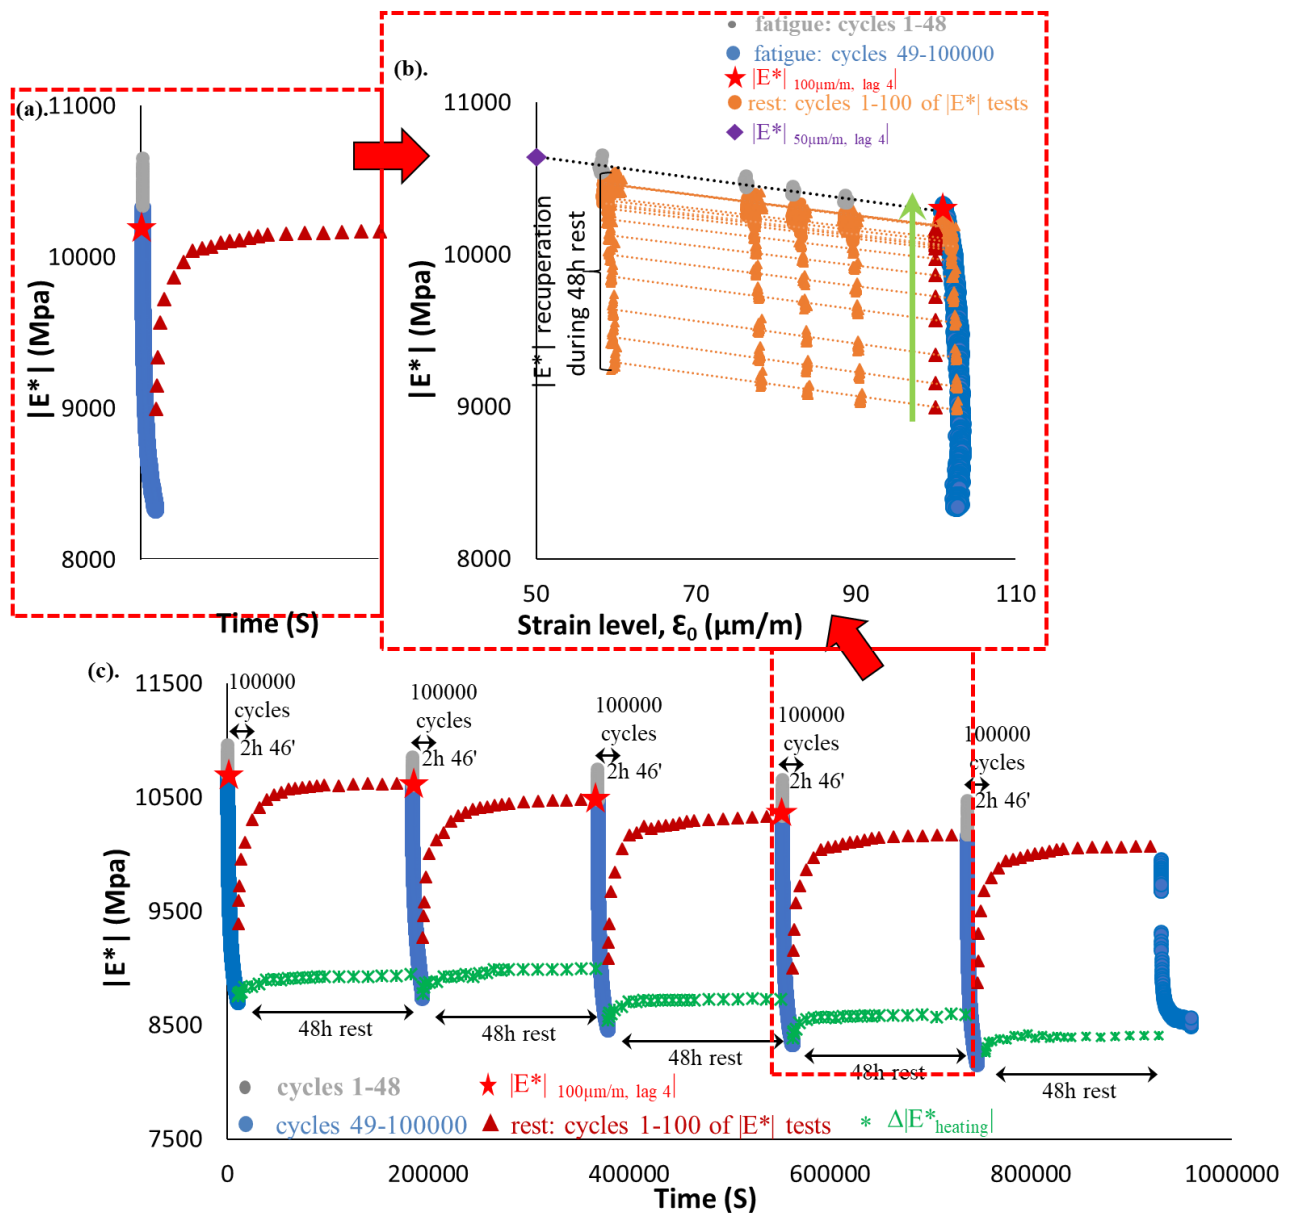 (a).
11000
10000
9000
8000
|E*| (Mpa)
Time (S)
(b).
fatigue: cycles 1-48
fatigue: cycles 49-100000
|E*| 100μm/m, lag 4|
rest: cycles 1-100 of |E*| tests
|E*| 50μm/m, lag 4|
11000
10000
9000
8000
|E*| (Mpa)
|E*| recuperation
during 48h rest
50
70
90
110
Strain level, Ɛ0 (μm/m)
(c).
11500
10500
9500
8500
7500
|E*| (Mpa)
100000
cycles
2h 46'
100000
cycles
2h 46'
100000
cycles
2h 46'
100000
cycles
2h 46'
100000
cycles
2h 46'
48h rest
48h rest
48h rest
48h rest
48h rest
cycles 1-48
|E*| 100μm/m, lag 4|
cycles 49-100000
rest: cycles 1-100 of |E*| tests
Δ|E*heating|
0
200000
400000
600000
800000
1000000
Time (S)